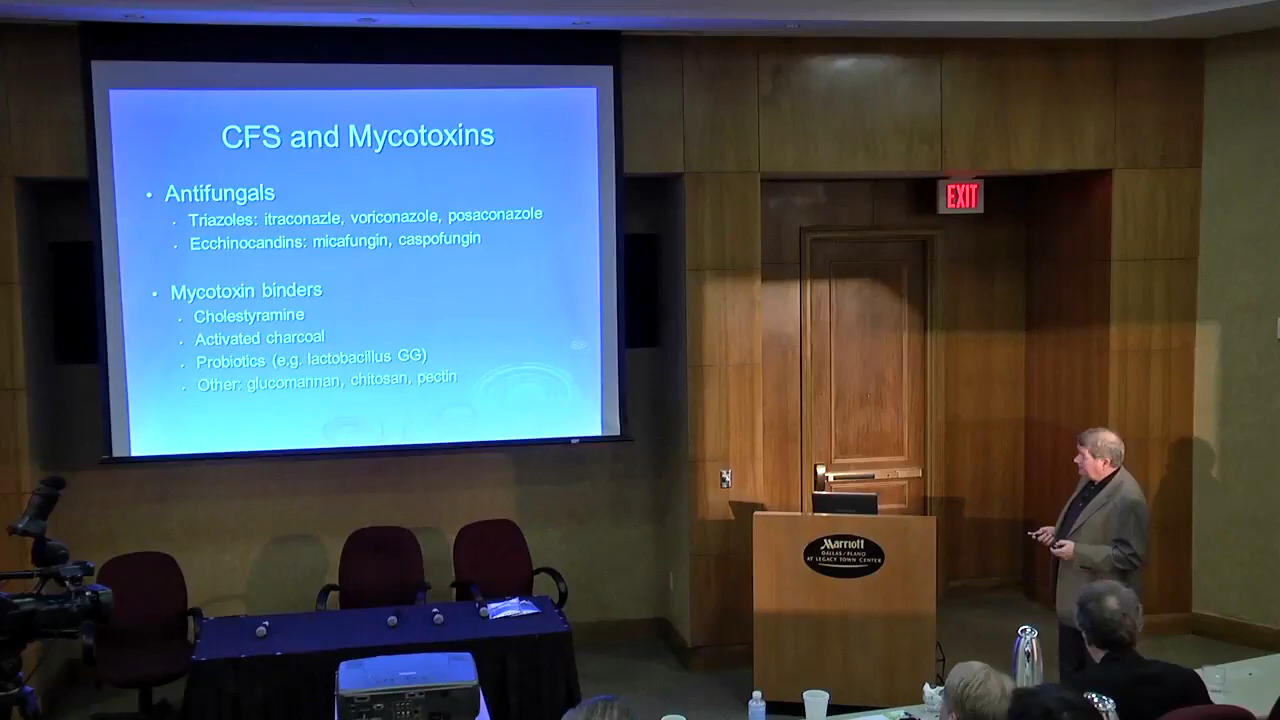 CFS and Mycotoxins
• Antifungals
• Triazoles: itraconazle, voriconazole, posaconazole
• Ecchinocandins: micafungin, caspofungin
• Mycotoxin binders
• Cholestyramine
• Activated charcoal
• Probiotics (e.g. lactobacillus GG)
• Other: glucomannan, chitosan, pectin
EXIT
Marriott
DALLAS/PLANO
AT LEGACY TOWN CENTER